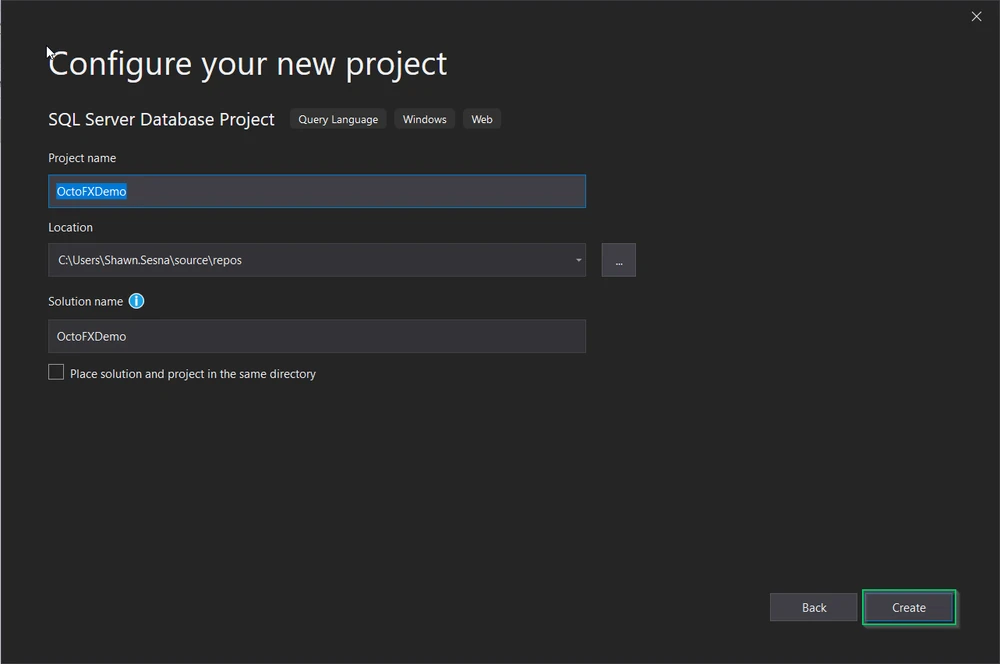 Configure your new project
SQL Server Database Project Query Language Windows Web
Project name
OctoFXDemo
Location
C:\Users\Shawn.Sesna\source\repos
...
Solution name
OctoFXDemo
Place solution and project in the same directory
Back Create